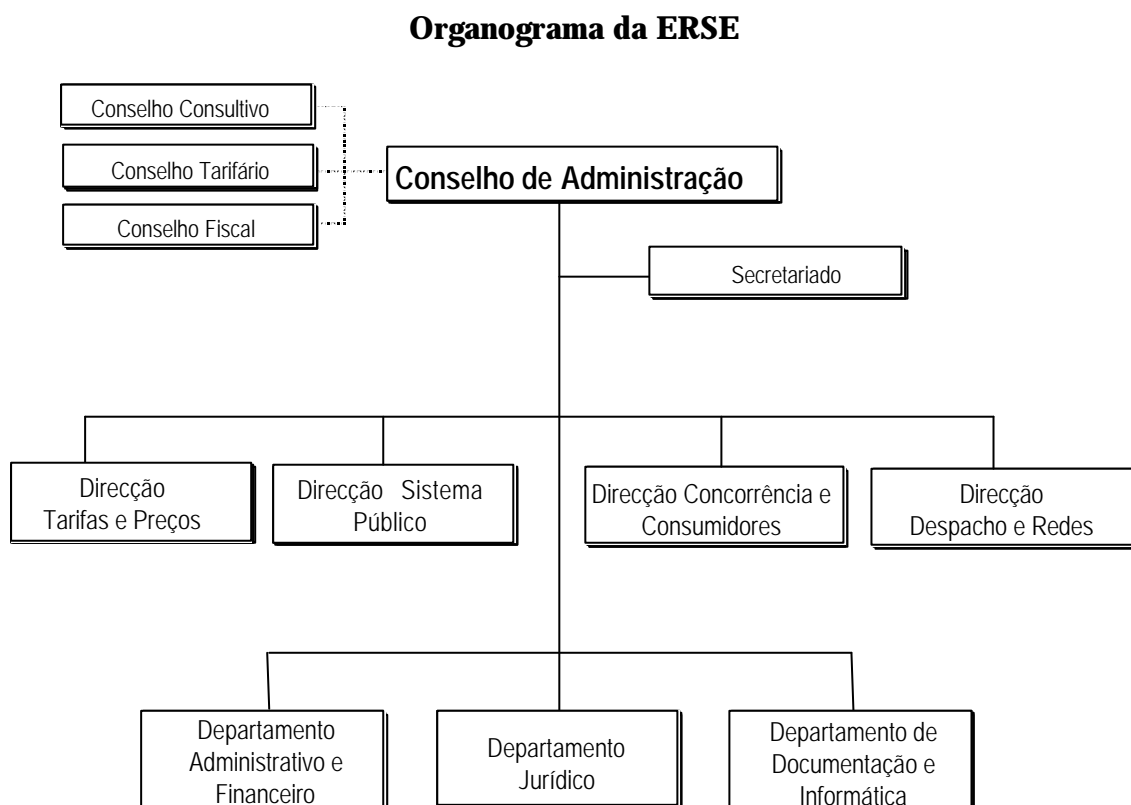 Organograma da ERSE
Conselho Consultivo
Conselho Tarifário
Conselho de Administração
Conselho Fiscal
Secretariado
Direcção
Tarifas e Preços
Direcção Sistema
Público
Direcção Concorrência e
Consumidores
Direcção
Despacho e Redes
Departamento
Administrativo e
Financeiro
Departamento
Jurídico
Departamento de
Documentação e
Informática